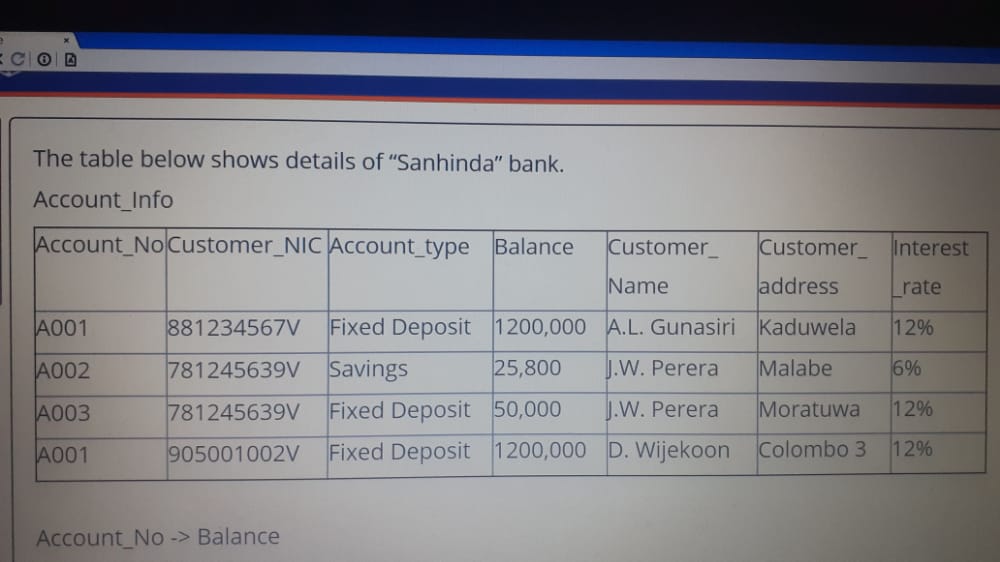 The table below shows details of “Sanhinda” bank.
Account_Info
Account_No Customer_NIC Account_type Balance Customer_ Customer_ Interest
Name address _rate
A001 881234567V Fixed Deposit 1200,000 A.L. Gunasiri Kaduwela 12%
A002 781245639V Savings 25,800 J.W. Perera Malabe 6%
A003 781245639V Fixed Deposit 50,000 J.W. Perera Moratuwa 12%
A001 905001002V Fixed Deposit 1200,000 D. Wijekoon Colombo 3 12%
Account_No -> Balance